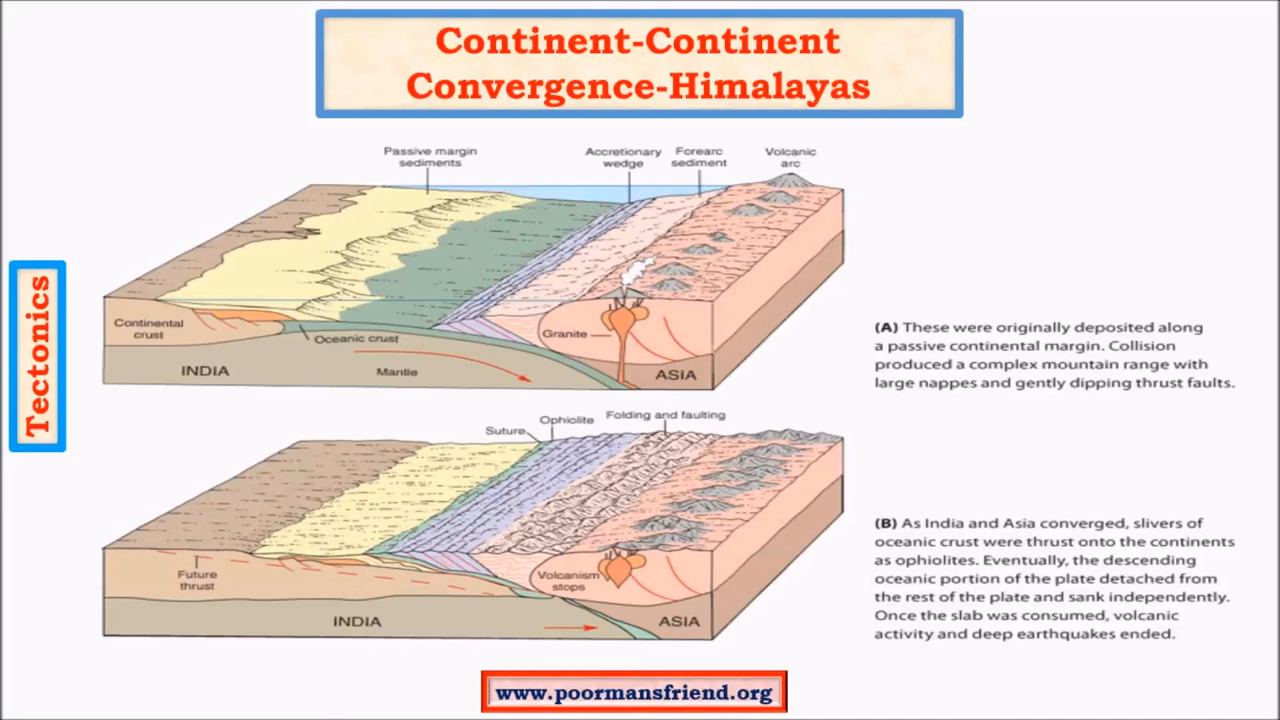 Continent-Continent
Convergence-Himalayas
Tectonics
Passive margin
sediments
Accretionary
wedge
Forearc
sediment
Volcanic
arc
Continental
crust
Oceanic crust
Granite
INDIA
Mantle
ASIA
(A) These were originally deposited along
a passive continental margin. Collision
produced a complex mountain range with
large nappes and gently dipping thrust faults.
Suture
Ophiolite
Folding and faulting
Future
thrust
Volcanism
stops
INDIA
ASIA
(B) As India and Asia converged, slivers of
oceanic crust were thrust onto the continents
as ophiolites. Eventually, the descending
oceanic portion of the plate detached from
the rest of the plate and sank independently.
Once the slab was consumed, volcanic
activity and deep earthquakes ended.
www.poormansfriend.org